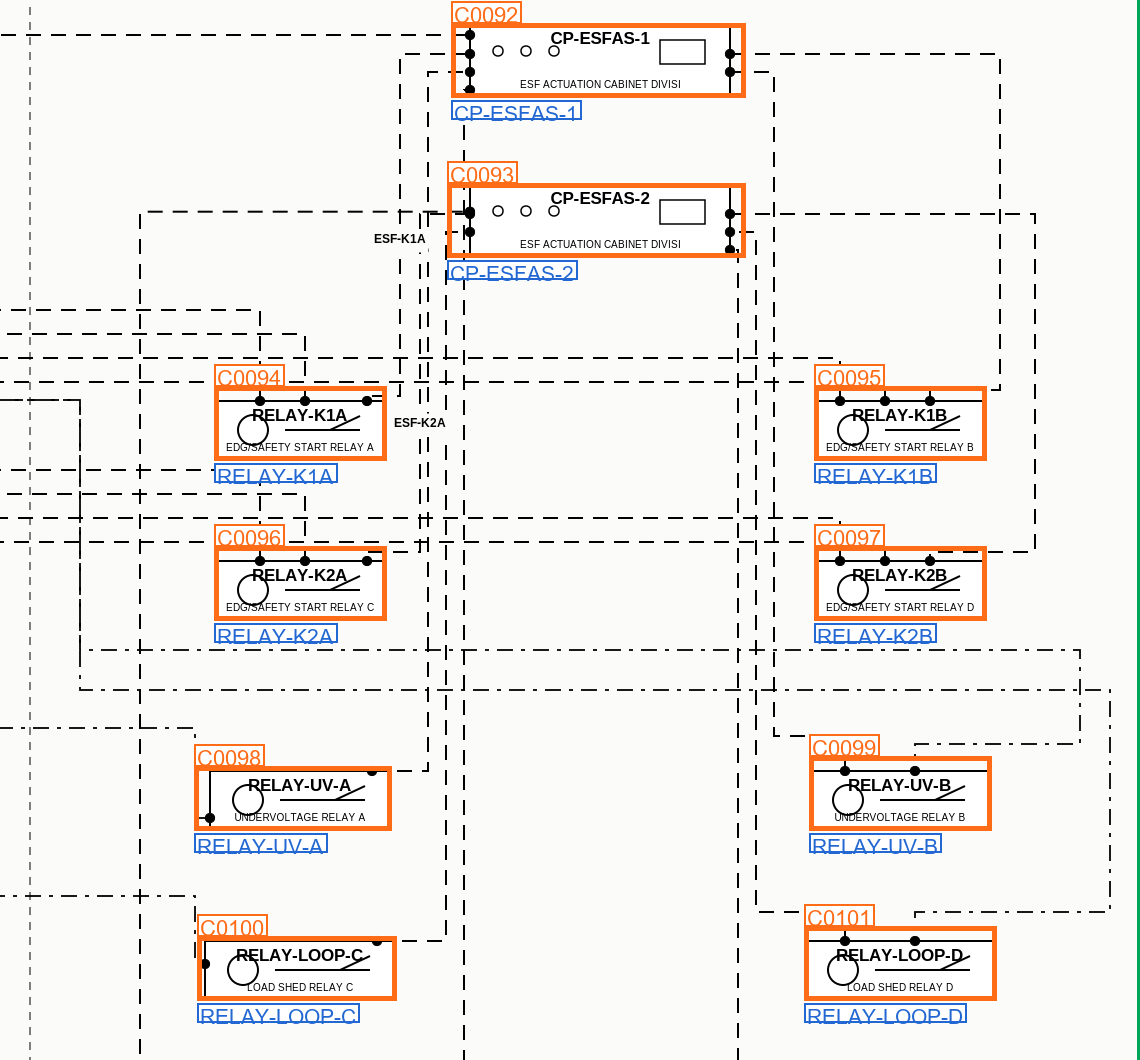 C0092
CP-ESFAS-1
ESF ACTUATION CABINET DIVISI
CP-ESFAS-1
C0093
CP-ESFAS-2
ESF-K1A
ESF ACTUATION CABINET DIVISI
CP-ESFAS-2
C0094
RELAY-K1A
EDG/SAFETY START RELAY A
RELAY-K1A
C0095
RELAY-K1B
EDG/SAFETY START RELAY B
RELAY-K1B
ESF-K2A
C0096
RELAY-K2A
EDG/SAFETY START RELAY C
RELAY-K2A
C0097
RELAY-K2B
EDG/SAFETY START RELAY D
RELAY-K2B
C0098
RELAY-UV-A
UNDERVOLTAGE RELAY A
RELAY-UV-A
C0099
RELAY-UV-B
UNDERVOLTAGE RELAY B
RELAY-UV-B
C0100
RELAY-LOOP-C
LOAD SHED RELAY C
RELAY-LOOP-C
C0101
RELAY-LOOP-D
LOAD SHED RELAY D
RELAY-LOOP-D